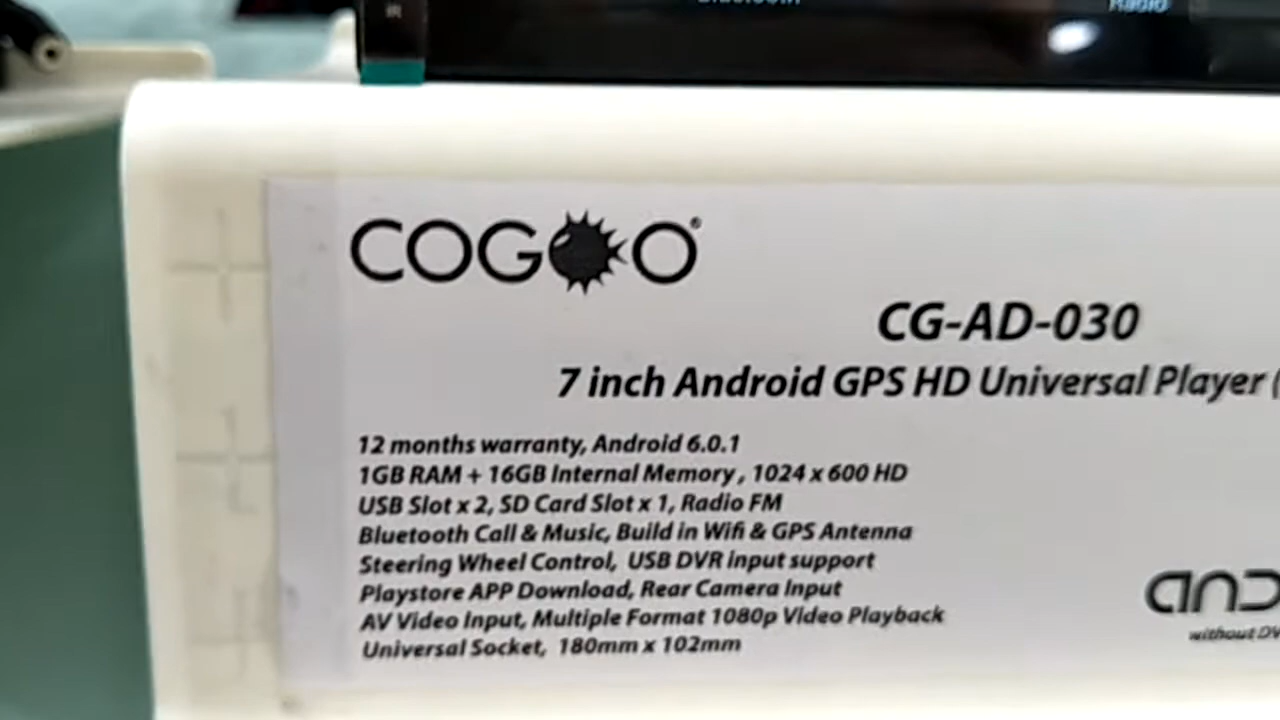 Radio
COGOO®
CG-AD-030
7 inch Android GPS HD Universal Player (
12 months warranty, Android 6.0.1
1GB RAM + 16GB Internal Memory, 1024 x 600 HD
USB Slot x 2, SD Card Slot x 1, Radio FM
Bluetooth Call & Music, Build in Wifi & GPS Antenna
Steering Wheel Control, USB DVR input support
Playstore APP Download, Rear Camera Input
AV Video Input, Multiple Format 1080p Video Playback
Universal Socket, 180mm x 102mm
without DV